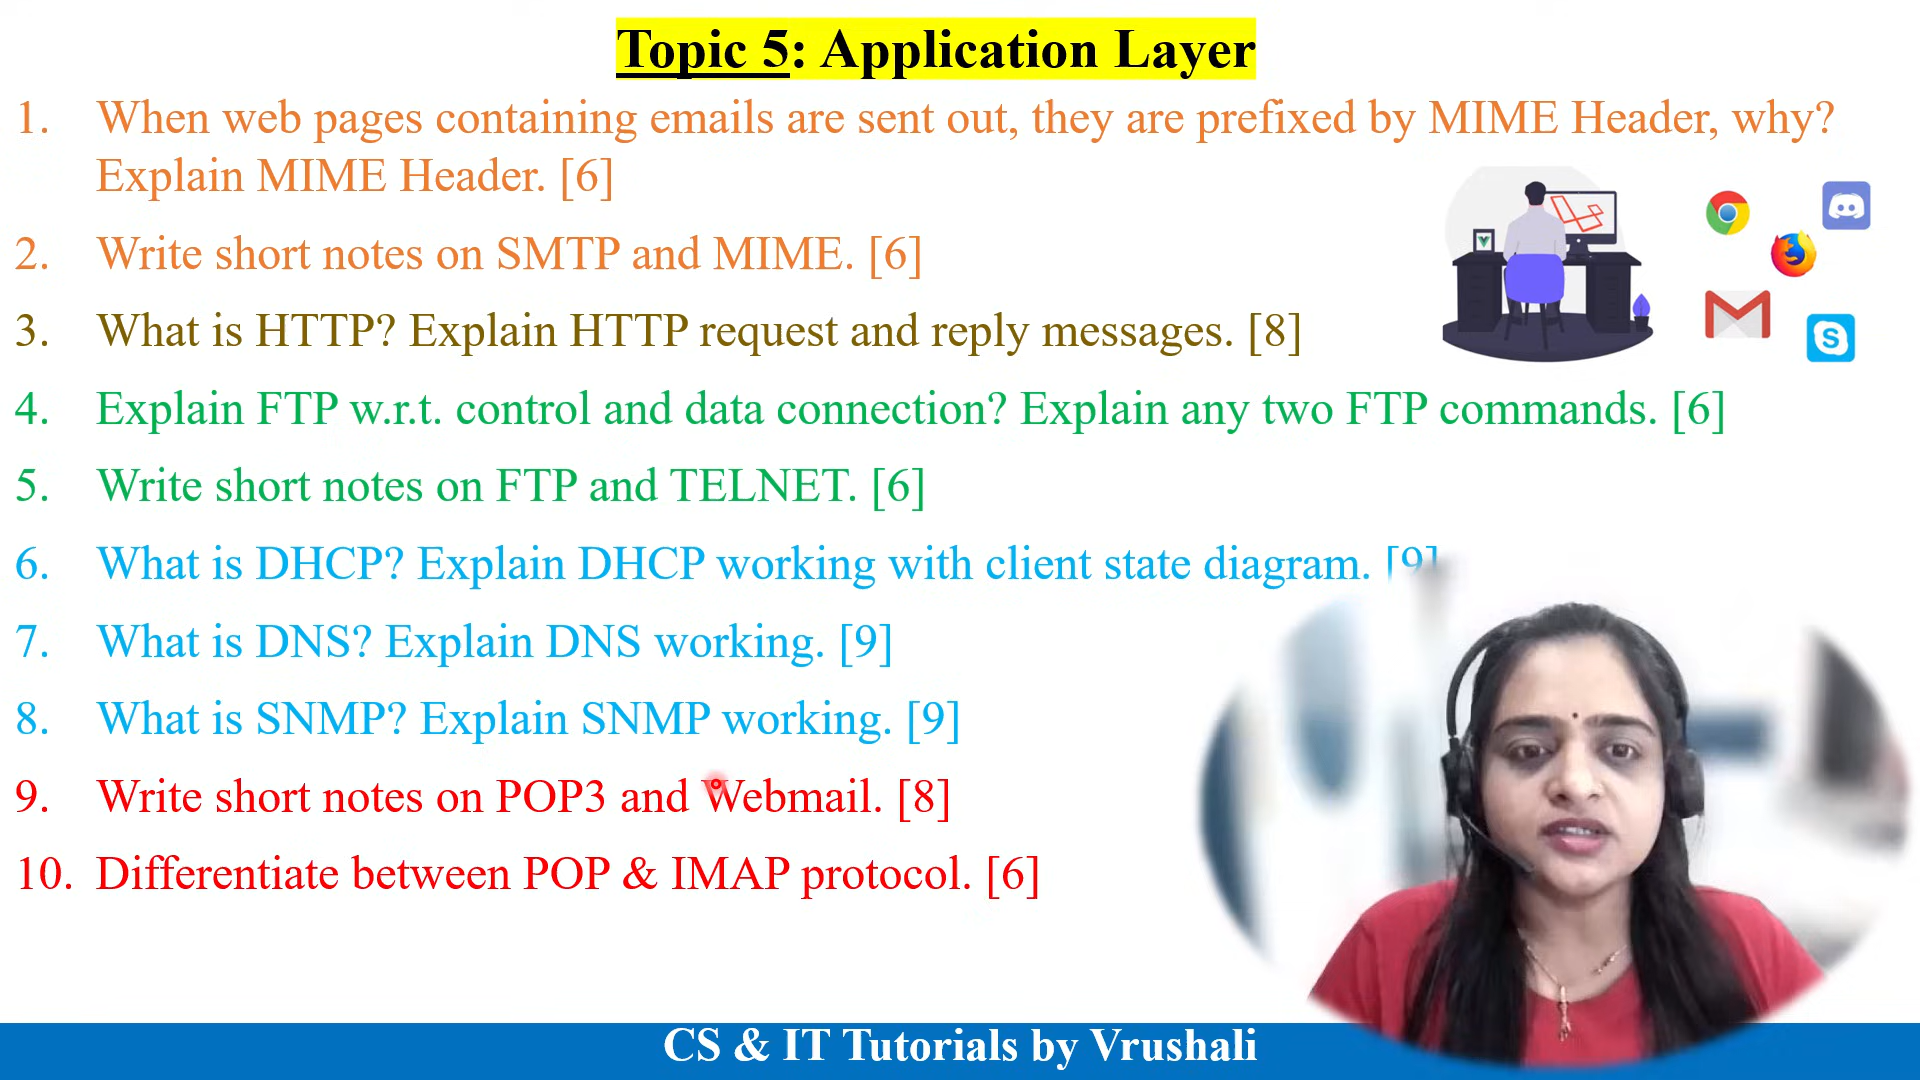 Topic 5: Application Layer
1. When web pages containing emails are sent out, they are prefixed by MIME Header, why?
Explain MIME Header. [6]
2. Write short notes on SMTP and MIME. [6]
3. What is HTTP? Explain HTTP request and reply messages. [8]
4. Explain FTP w.r.t. control and data connection? Explain any two FTP commands. [6]
5. Write short notes on FTP and TELNET. [6]
6. What is DHCP? Explain DHCP working with client state diagram. [9]
7. What is DNS? Explain DNS working. [9]
8. What is SNMP? Explain SNMP working. [9]
9. Write short notes on POP3 and Webmail. [8]
10. Differentiate between POP & IMAP protocol. [6]
CS & IT Tutorials by Vrushali